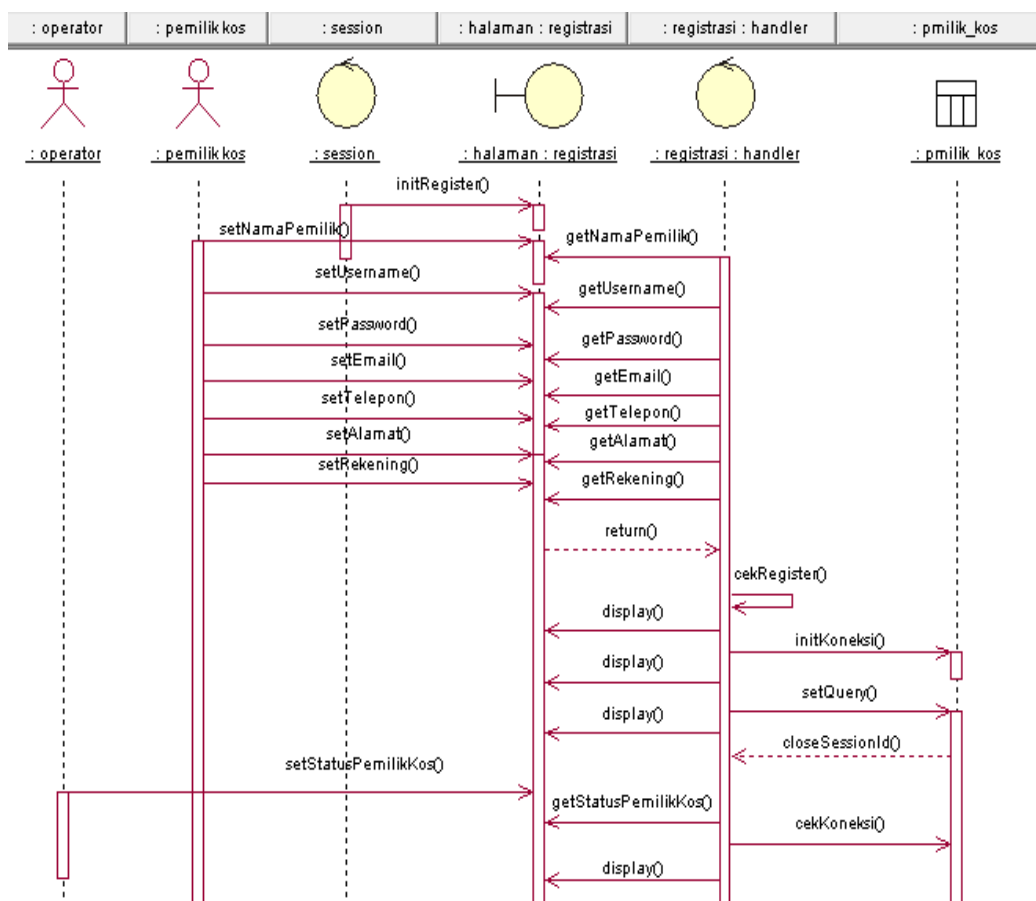 : operator
: pemilik kos
: session
: halaman : registrasi
: registrasi : handler
: pmilik_kos
: operator
: pemilik kos
: session
: halaman : registrasi
: registrasi : handler
: pmilik_kos
initRegister()
setNamaPemilik()
getNamaPemilik()
setUsername()
getUsername()
setPassword()
getPassword()
setEmail()
getEmail()
setTelepon()
getTelepon()
setAlamat()
getAlamat()
setRekening()
getRekening()
return()
cekRegister()
display()
initKoneksi()
display()
setQuery()
display()
closeSessionId()
setStatusPemilikKos()
getStatusPemilikKos()
cekKoneksi()
display()